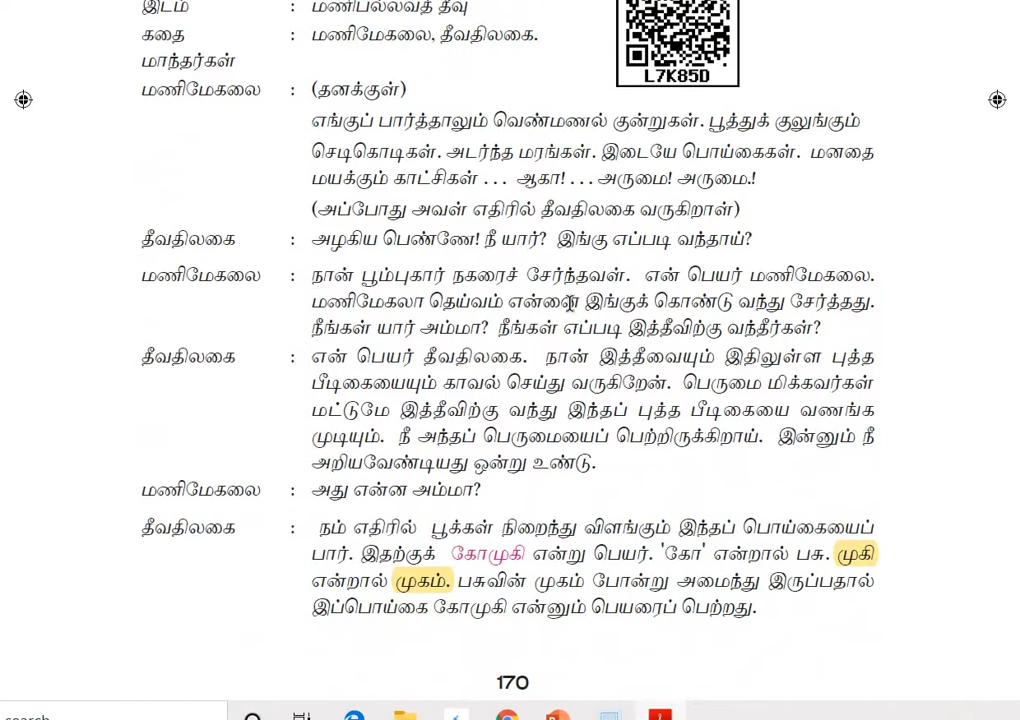 இடம் : மணிபல்லவத் தீவு
கதை : மணிமேகலை, தீவதிலகை.
மாந்தர்கள்
L7K85D
மணிமேகலை : (தனக்குள்)
எங்குப் பார்த்தாலும் வெண்மணல் குன்றுகள். பூத்துக் குலுங்கும்
செடிகொடிகள். அடர்ந்த மரங்கள். இடையே பொய்கைகள். மனதை
மயக்கும் காட்சிகள் ... ஆகா! ... அருமை! அருமை.!
(அப்போது அவள் எதிரில் தீவதிலகை வருகிறாள்)
தீவதிலகை : அழகிய பெண்ணே! நீ யார்? இங்கு எப்படி வந்தாய்?
மணிமேகலை : நான் பூம்புகார் நகரைச் சேர்ந்தவள். என் பெயர் மணிமேகலை.
மணிமேகலா தெய்வம் என்னை இங்குக் கொண்டு வந்து சேர்த்தது.
நீங்கள் யார் அம்மா? நீங்கள் எப்படி இத்தீவிற்கு வந்தீர்கள்?
தீவதிலகை : என் பெயர் தீவதிலகை. நான் இத்தீவையும் இதிலுள்ள புத்த
பீடிகையையும் காவல் செய்து வருகிறேன். பெருமை மிக்கவர்கள்
மட்டுமே இத்தீவிற்கு வந்து இந்தப் புத்த பீடிகையை வணங்க
முடியும். நீ அந்தப் பெருமையைப் பெற்றிருக்கிறாய். இன்னும் நீ
அறியவேண்டியது ஒன்று உண்டு.
மணிமேகலை : அது என்ன அம்மா?
தீவதிலகை : நம் எதிரில் பூக்கள் நிறைந்து விளங்கும் இந்தப் பொய்கையைப்
பார். இதற்குக் கோமுகி என்று பெயர். 'கோ' என்றால் பசு. முகி
என்றால் முகம். பசுவின் முகம் போன்று அமைந்து இருப்பதால்
இப்பொய்கை கோமுகி என்னும் பெயரைப் பெற்றது.
170
search